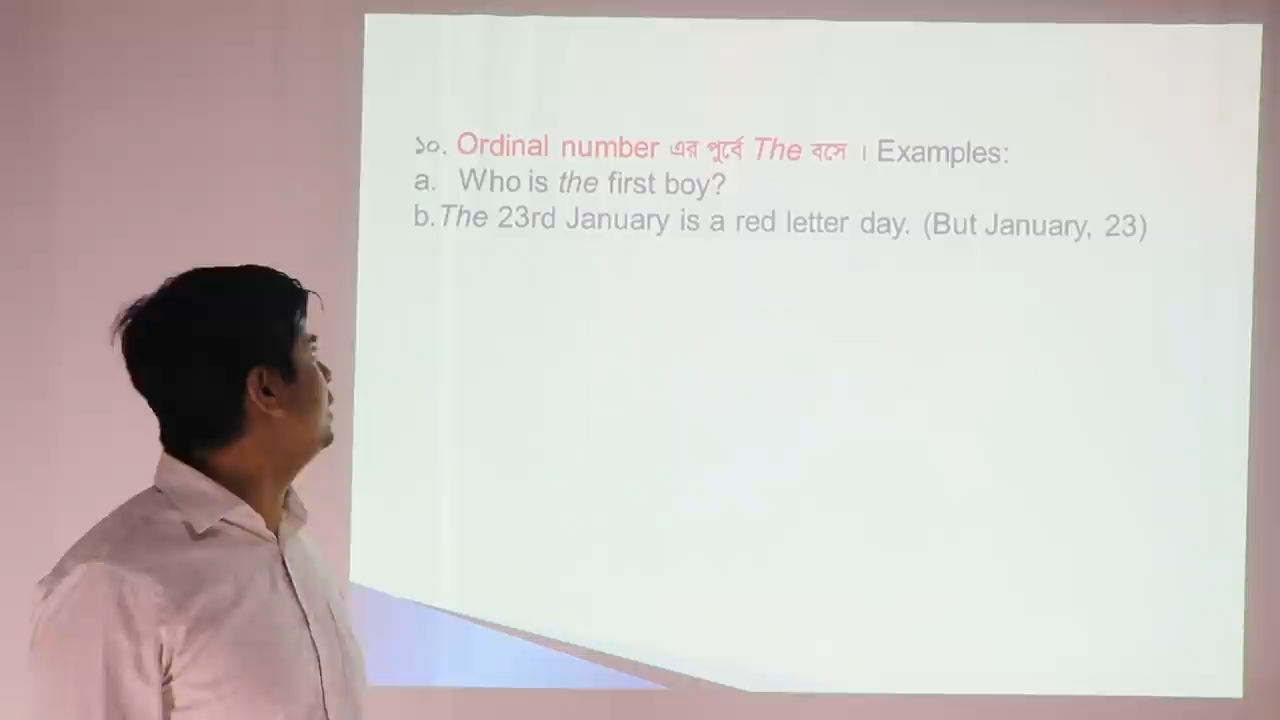 ১০. Ordinal number এর পূর্বে The বসে । Examples:
a. Who is the first boy?
b. The 23rd January is a red letter day. (But January, 23)